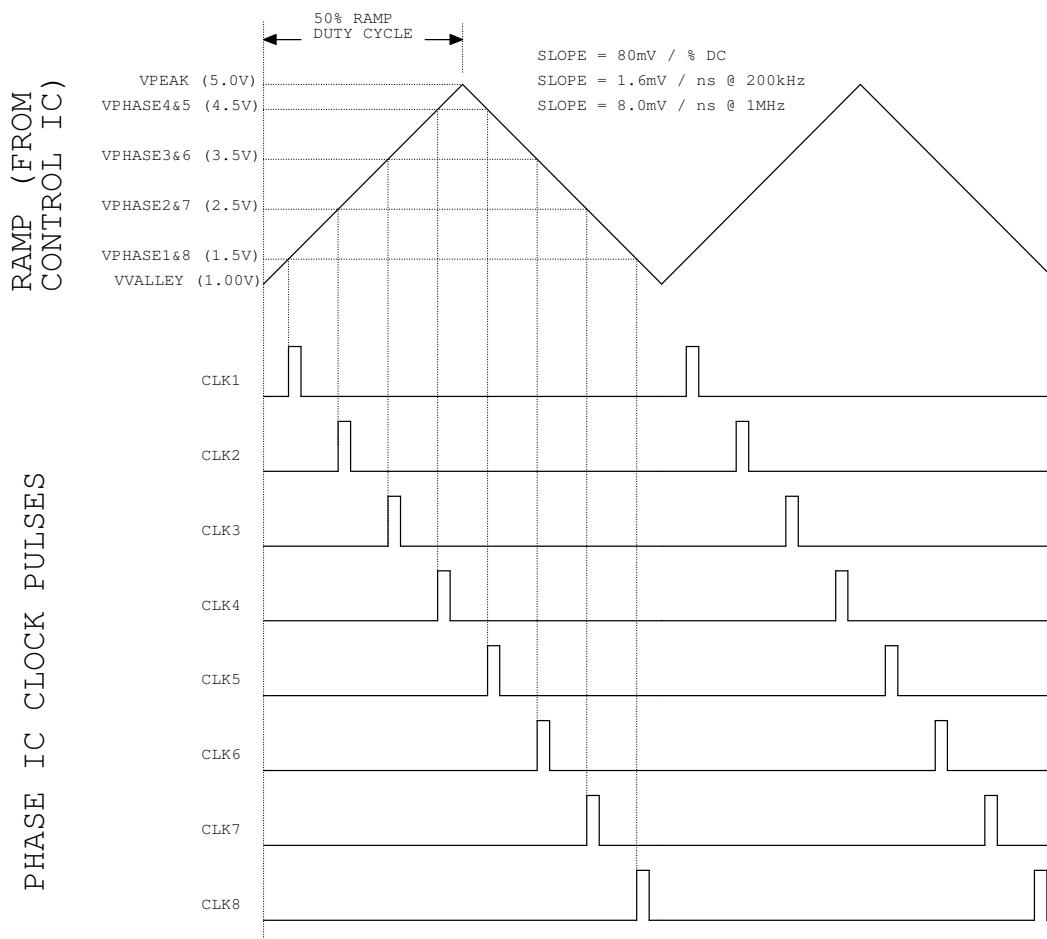 50% RAMP
DUTY CYCLE
SLOPE = 80mV / % DC
SLOPE = 1.6mV / ns @ 200kHz
SLOPE = 8.0mV / ns @ 1MHz
RAMP (FROM
CONTROL IC)
VPEAK (5.0V)
VPHASE4&5 (4.5V)
VPHASE3&6 (3.5V)
VPHASE2&7 (2.5V)
VPHASE1&8 (1.5V)
VVALLEY (1.00V)
PHASE IC CLOCK PULSES
CLK1
CLK2
CLK3
CLK4
CLK5
CLK6
CLK7
CLK8